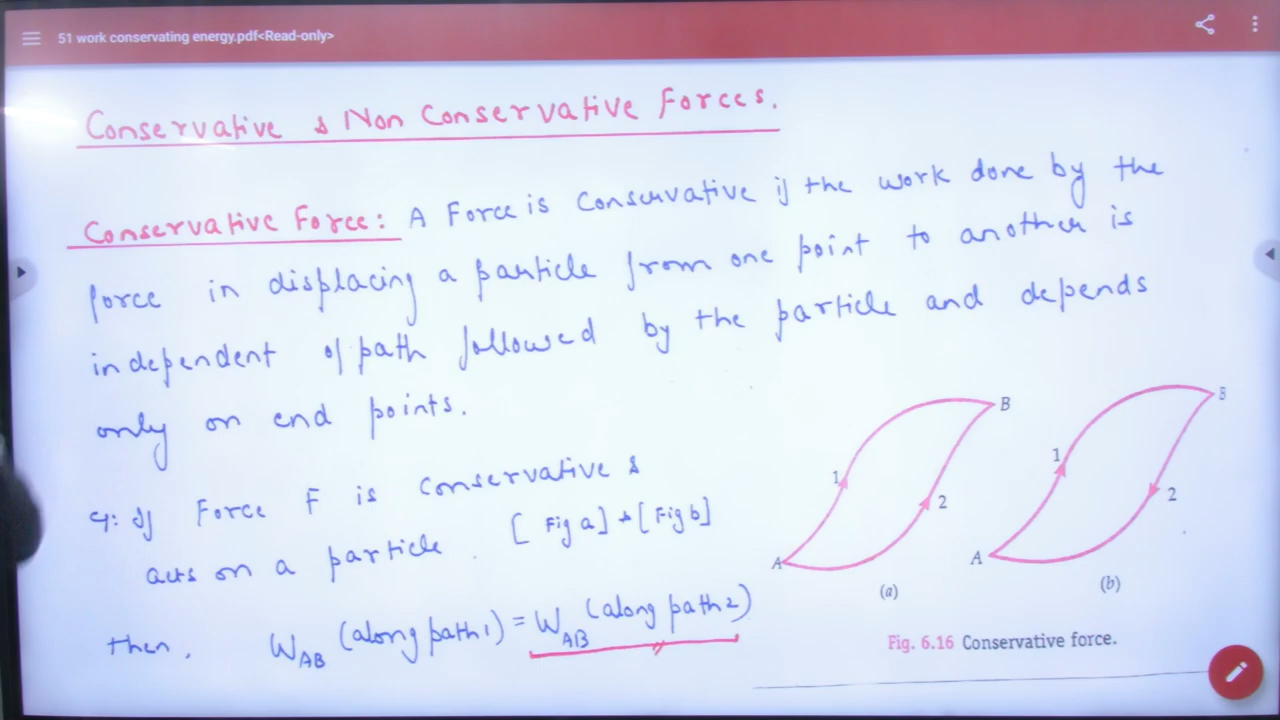 51 work conservating energy.pdf<Read-only>
Conservative & Non Conservative Forces.
Conservative Force: A Force is Conservative if the work done by the
force in displacing a particle from one point to another is
independent of path followed by the particle and depends
only on end points.
If Force F is conservative &
acts on a particle. [Fig a] & [Fig b]
then, W_AB (along path 1) = W_AB (along path 2)
A 1 2 B
(a)
A 1 2 B
(b)
Fig. 6.16 Conservative force.